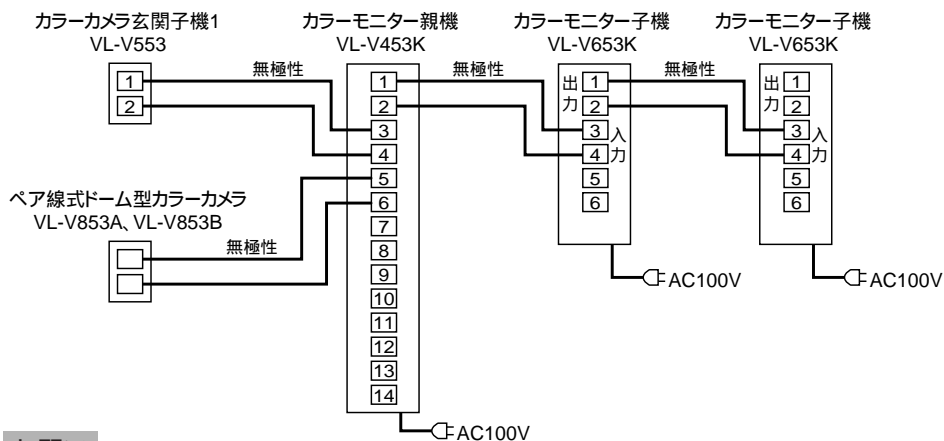 カラーカメラ玄関子機1
VL-V553
カラーモニター親機
VL-V453K
カラーモニター子機
VL-V653K
カラーモニター子機
VL-V653K
無極性
無極性
無極性
1
2
1
2
3
4
5
6
7
8
9
10
11
12
13
14
出力
1
2
3
4
5
6
入力
出力
1
2
3
4
5
6
入力
ペア線式ドーム型カラーカメラ
VL-V853A、VL-V853B
無極性
AC100V
AC100V
AC100V